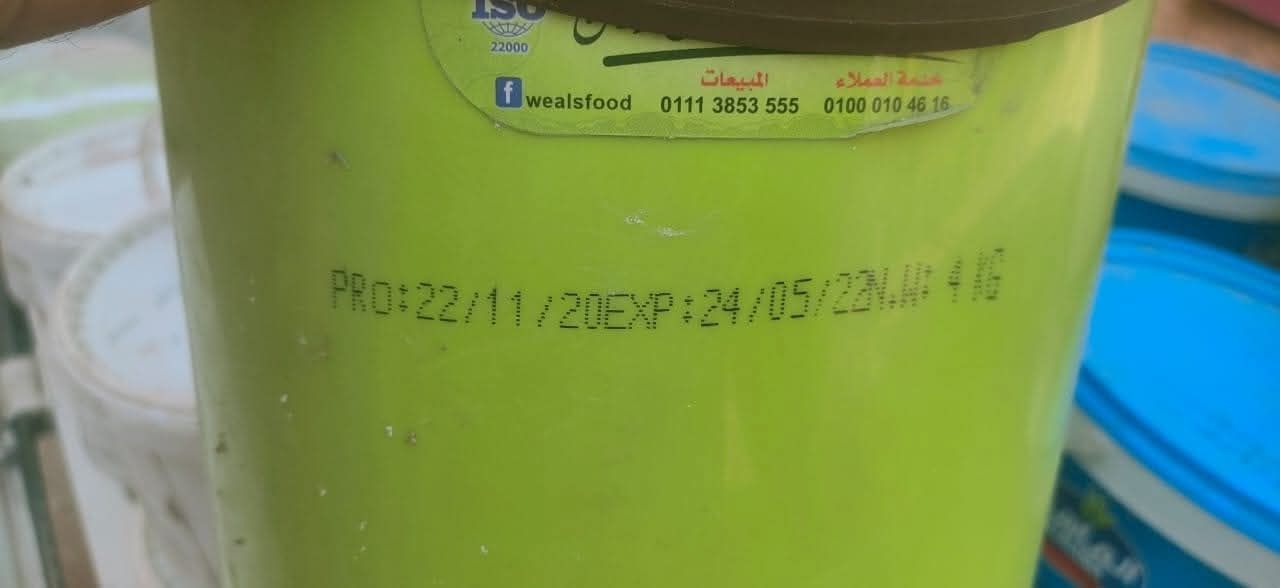 ISO
22000
المبيعات خدمة العملاء
wealsfood 0111 3853 555 0100 010 46 16
PRO:22/11/20EXP:24/05/22N.W: 4 KG